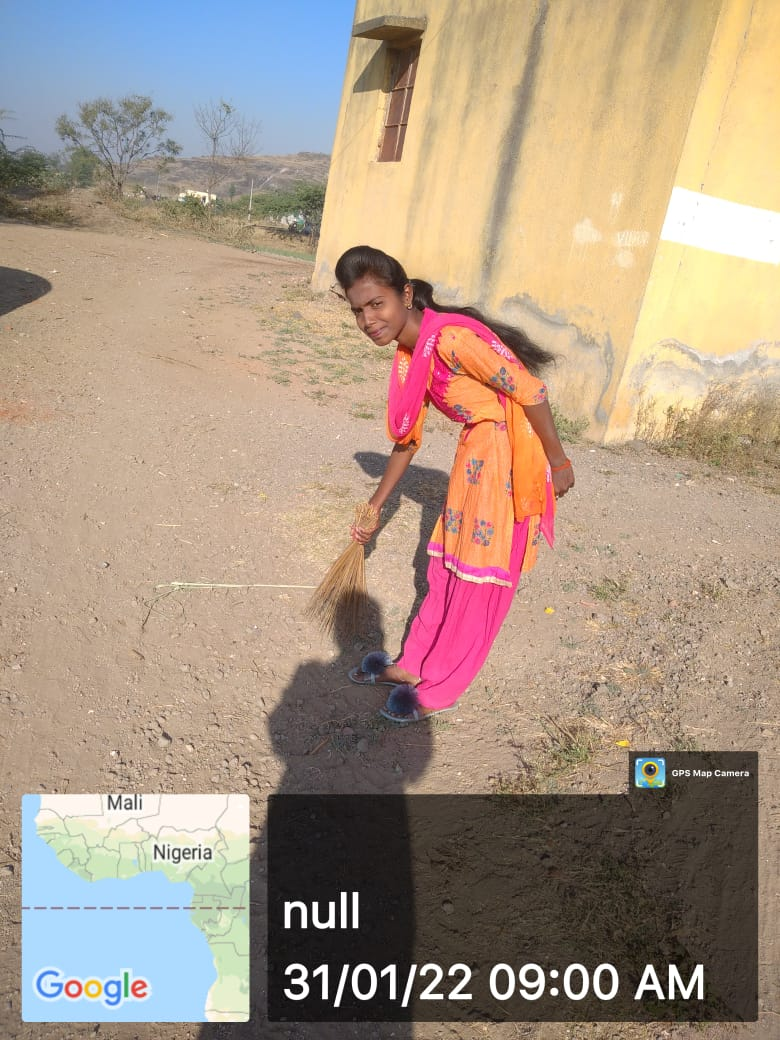 GPS Map Camera
Mali
Nigeria
Google
null
31/01/22 09:00 AM